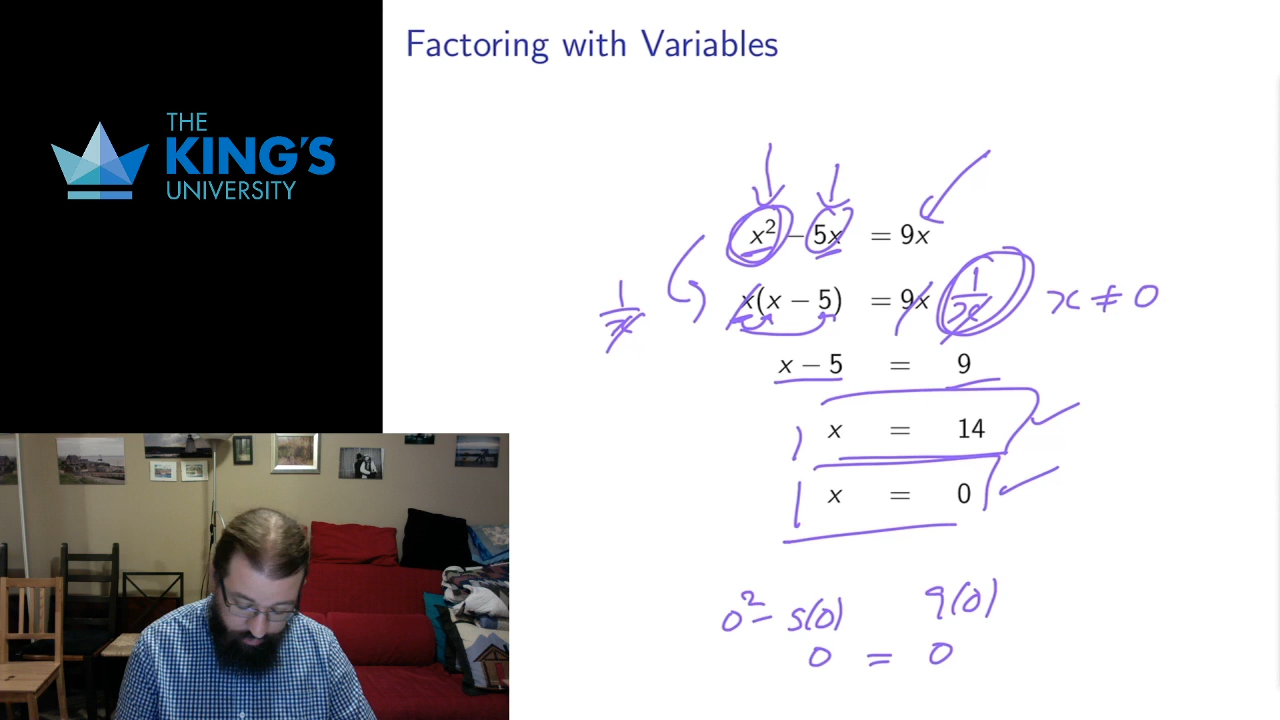 Factoring with Variables
THE
KING'S
UNIVERSITY
x² − 5x = 9x
1/x x(x − 5) = 9x 1/x x ≠ 0
x − 5 = 9
x = 14
x = 0
0² − 5(0) 9(0)
0 = 0